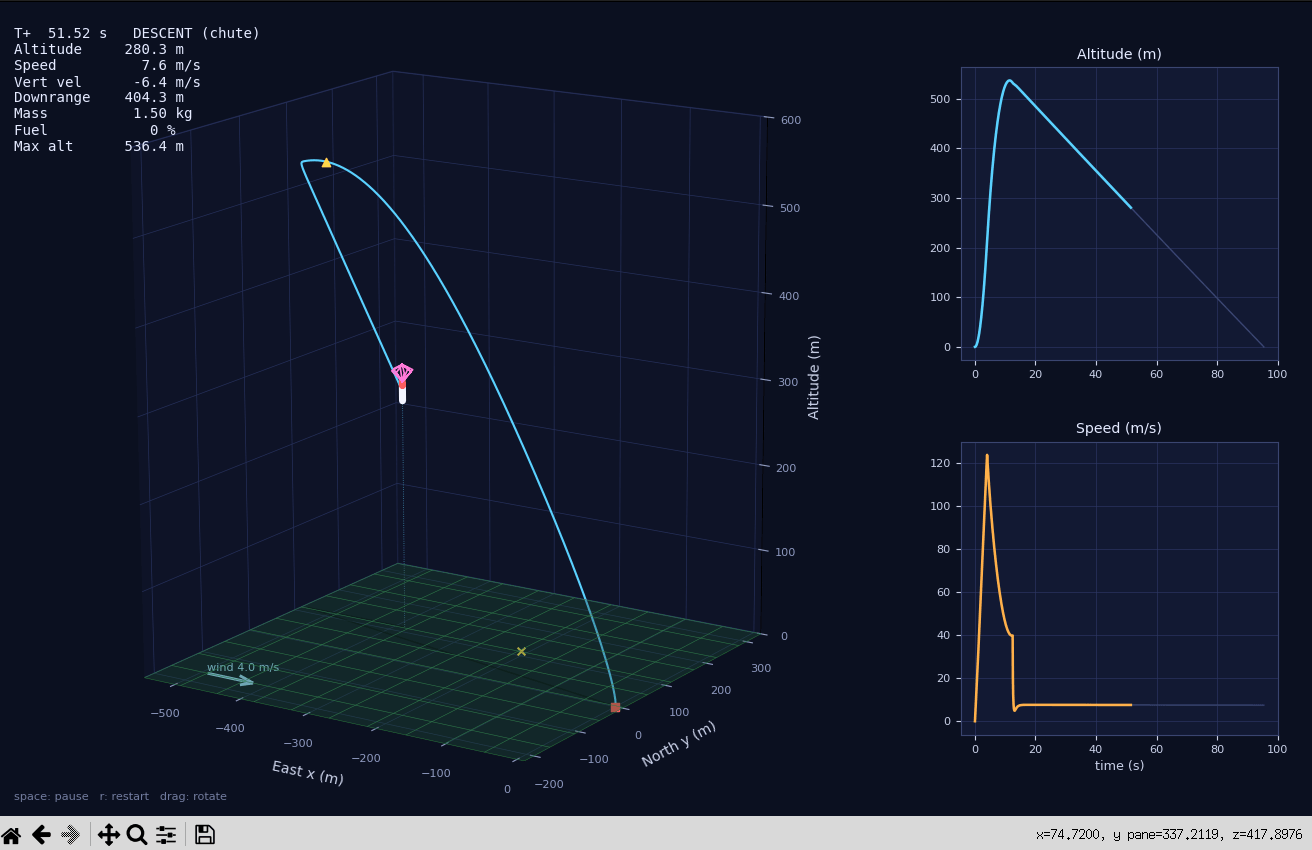 T+  51.52 s   DESCENT (chute)
Altitude     280.3 m
Speed          7.6 m/s
Vert vel      -6.4 m/s
Downrange    404.3 m
Mass          1.50 kg
Fuel            0 %
Max alt      536.4 m
600
500
400
300
200
100
0
Altitude (m)
wind 4.0 m/s
−500
−400
−300
−200
−100
0
East x (m)
−200
−100
0
100
200
300
North y (m)
space: pause   r: restart   drag: rotate
Altitude (m)
500
400
300
200
100
0
0 20 40 60 80 100
Speed (m/s)
120
100
80
60
40
20
0
0 20 40 60 80 100
time (s)
x=74.7200, y pane=337.2119, z=417.8976